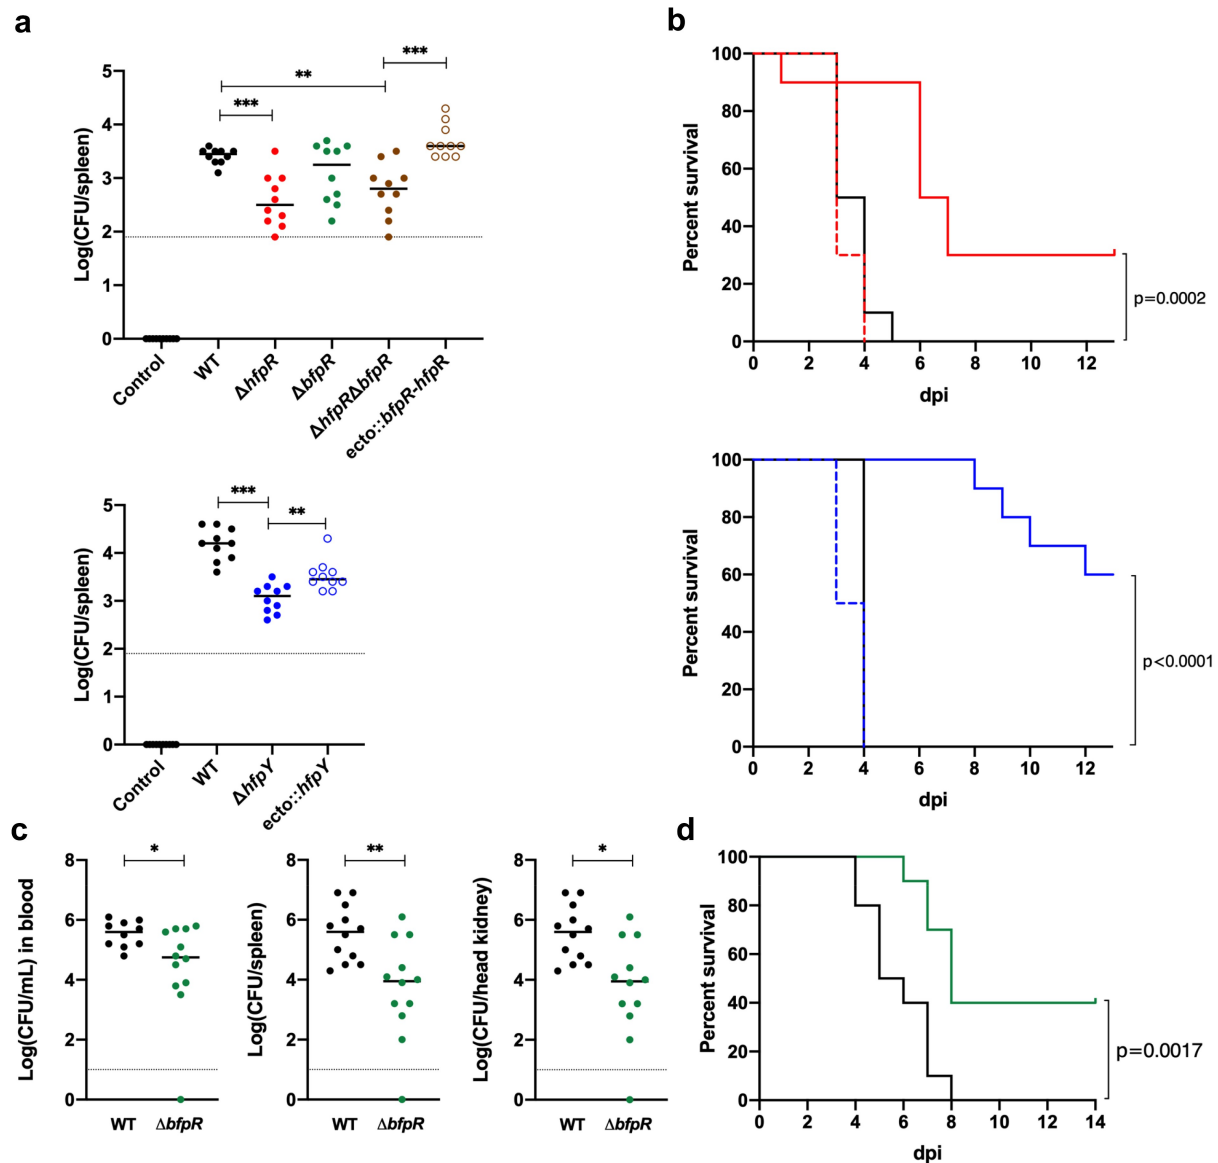 a
Log(CFU/spleen)
5
4
3
2
1
0
***
**
***
Control
WT
ΔhfpR
ΔbfpR
ΔhfpRΔbfpR
ecto::bfpR-hfpR
Log(CFU/spleen)
5
4
3
2
1
0
***
**
Control
WT
ΔhfpY
ecto::hfpY
b
Percent survival
100
80
60
40
20
0
0 2 4 6 8 10 12
dpi
p=0.0002
Percent survival
100
80
60
40
20
0
0 2 4 6 8 10 12
dpi
p<0.0001
c
Log(CFU/mL) in blood
8
6
4
2
0
*
WT ΔbfpR
Log(CFU/spleen)
8
6
4
2
0
**
WT ΔbfpR
Log(CFU/head kidney)
8
6
4
2
0
*
WT ΔbfpR
d
Percent survival
100
80
60
40
20
0
0 2 4 6 8 10 12 14
dpi
p=0.0017